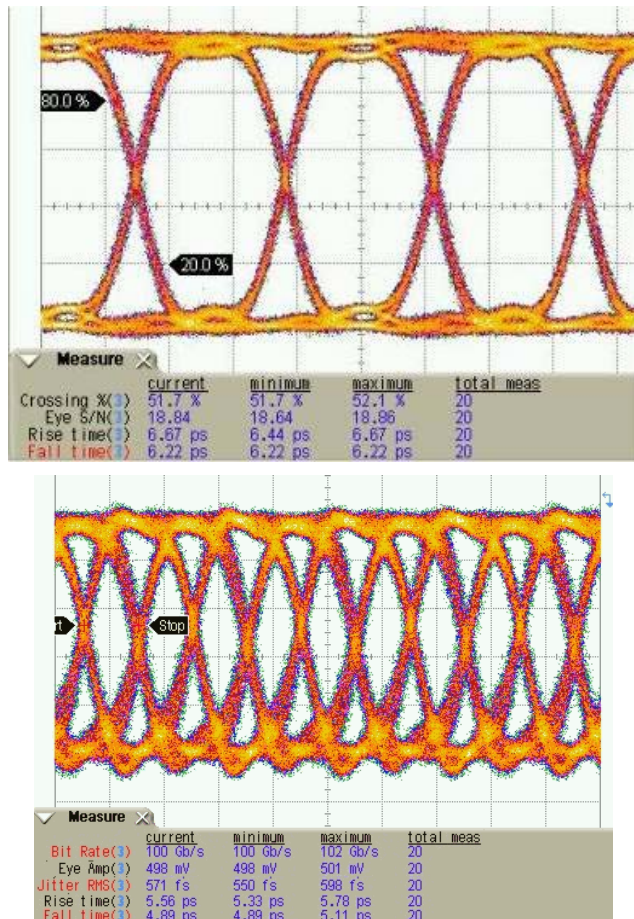 80.0 %
20.0 %
Measure
current minimum maximum total meas
Crossing %(3) 51.7 % 51.7 % 52.1 % 20
Eye S/N(3) 18.84 18.64 18.86 20
Rise time(3) 6.67 ps 6.44 ps 6.67 ps 20
Fall time(3) 6.22 ps 6.22 ps 6.22 ps 20
rt Stop
Measure
current minimum maximum total meas
Bit Rate(3) 100 Gb/s 100 Gb/s 102 Gb/s 20
Eye Amp(3) 498 mV 498 mV 501 mV 20
Jitter RMS(3) 571 fs 550 fs 598 fs 20
Rise time(3) 5.56 ps 5.33 ps 5.78 ps 20
Fall time(3) 4.89 ps 4.89 ps 5.11 ps 20